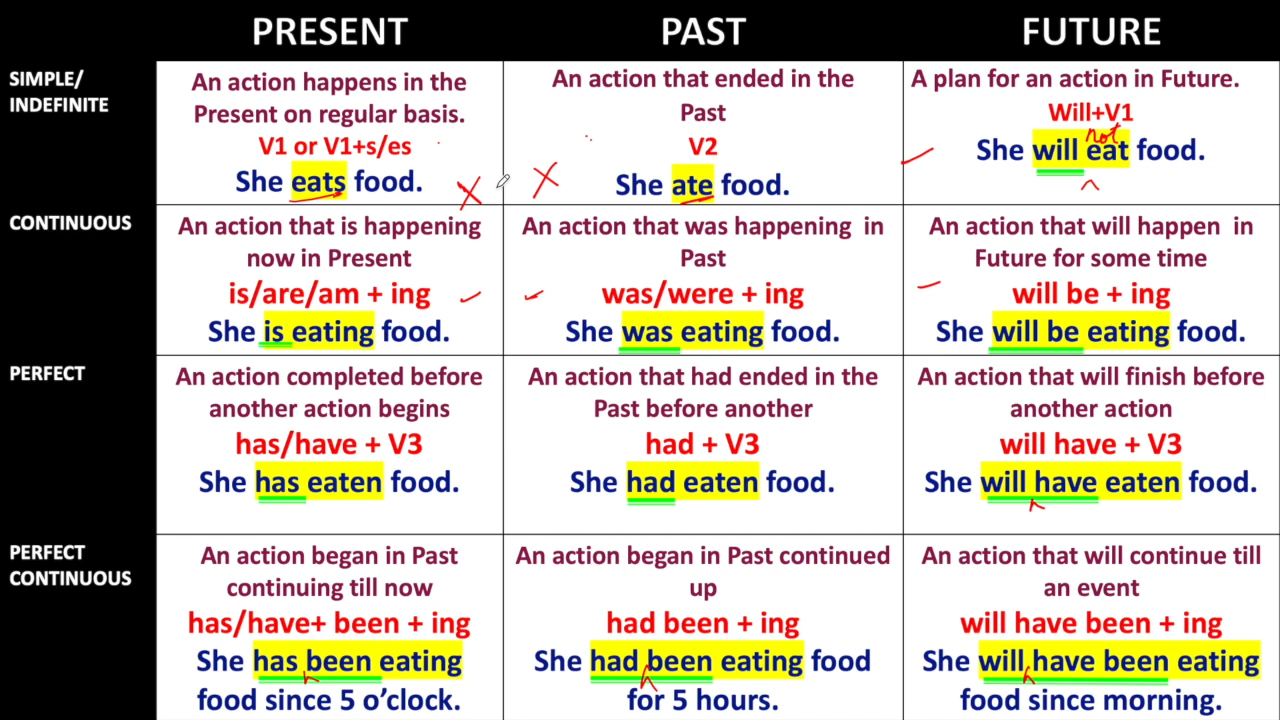 PRESENT PAST FUTURE
SIMPLE/
INDEFINITE
An action happens in the
Present on regular basis.
V1 or V1+s/es
She eats food.
An action that ended in the
Past
V2
She ate food.
A plan for an action in Future.
Will+V1
not
She will eat food.
CONTINUOUS
An action that is happening
now in Present
is/are/am + ing
She is eating food.
An action that was happening in
Past
was/were + ing
She was eating food.
An action that will happen in
Future for some time
will be + ing
She will be eating food.
PERFECT
An action completed before
another action begins
has/have + V3
She has eaten food.
An action that had ended in the
Past before another
had + V3
She had eaten food.
An action that will finish before
another action
will have + V3
She will have eaten food.
PERFECT
CONTINUOUS
An action began in Past
continuing till now
has/have+ been + ing
She has been eating
food since 5 o’clock.
An action began in Past continued
up
had been + ing
She had been eating food
for 5 hours.
An action that will continue till
an event
will have been + ing
She will have been eating
food since morning.